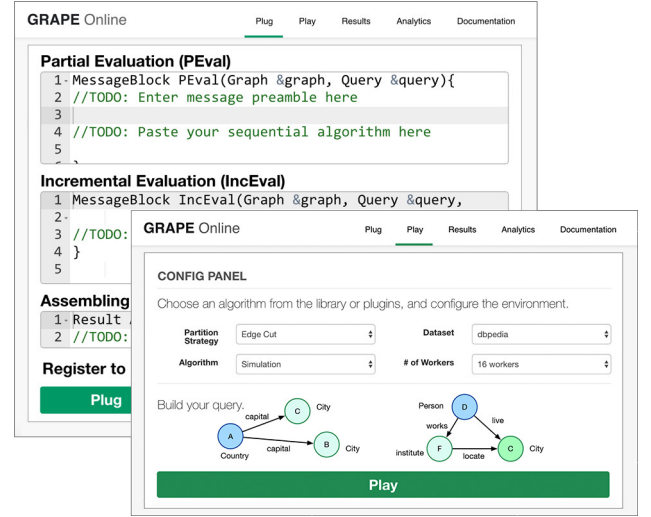 GRAPE Online
Plug Play Results Analytics Documentation
Partial Evaluation (PEval)
1 MessageBlock PEval(Graph &graph, Query &query){
2 //TODO: Enter message preamble here
3
4 //TODO: Paste your sequential algorithm here
5
Incremental Evaluation (IncEval)
1 MessageBlock IncEval(Graph &graph, Query &query,
2
3 //TODO:
4 }
5
Assembling
1 Result
2 //TODO:
Register to
Plug
GRAPE Online
Plug Play Results Analytics Documentation
CONFIG PANEL
Choose an algorithm from the library or plugins, and configure the environment.
Partition Strategy
Edge Cut
Dataset
dbpedia
Algorithm
Simulation
# of Workers
16 workers
Build your query.
capital
C
City
A
Country
capital
B
City
Person
D
works
live
institute
F
locate
C
City
Play